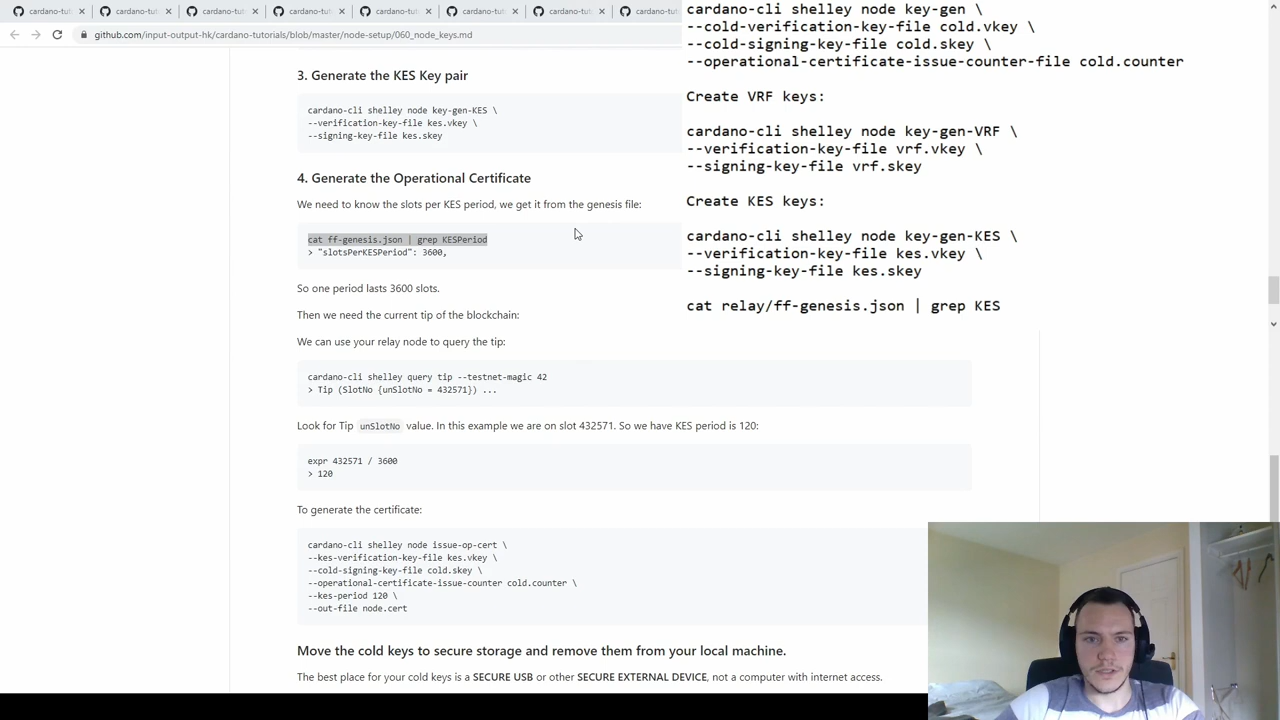 cardano-tut
cardano-tut
cardano-tut
cardano-tut
cardano-tut
cardano-tut
cardano-tut
cardano-tut
github.com/input-output-hk/cardano-tutorials/blob/master/node-setup/060_node_keys.md
3. Generate the KES Key pair
cardano-cli shelley node key-gen-KES \
--verification-key-file kes.vkey \
--signing-key-file kes.skey
4. Generate the Operational Certificate
We need to know the slots per KES period, we get it from the genesis file:
cat ff-genesis.json | grep KESPeriod
> "slotsPerKESPeriod": 3600,
So one period lasts 3600 slots.
Then we need the current tip of the blockchain:
We can use your relay node to query the tip:
cardano-cli shelley query tip --testnet-magic 42
> Tip (SlotNo {unSlotNo = 432571}) ...
Look for Tip unSlotNo value. In this example we are on slot 432571. So we have KES period is 120:
expr 432571 / 3600
> 120
To generate the certificate:
cardano-cli shelley node issue-op-cert \
--kes-verification-key-file kes.vkey \
--cold-signing-key-file cold.skey \
--operational-certificate-issue-counter cold.counter \
--kes-period 120 \
--out-file node.cert
Move the cold keys to secure storage and remove them from your local machine.
The best place for your cold keys is a SECURE USB or other SECURE EXTERNAL DEVICE, not a computer with internet access.
cardano-cli shelley node key-gen \
--cold-verification-key-file cold.vkey \
--cold-signing-key-file cold.skey \
--operational-certificate-issue-counter-file cold.counter
Create VRF keys:
cardano-cli shelley node key-gen-VRF \
--verification-key-file vrf.vkey \
--signing-key-file vrf.skey
Create KES keys:
cardano-cli shelley node key-gen-KES \
--verification-key-file kes.vkey \
--signing-key-file kes.skey
cat relay/ff-genesis.json | grep KES